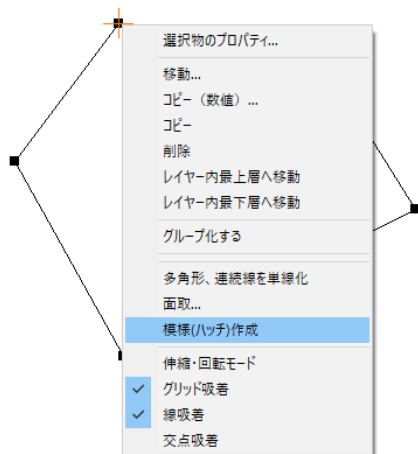 選択物のプロパティ...
移動...
コピー（数値）...
コピー
削除
レイヤー内最上層へ移動
レイヤー内最下層へ移動
グループ化する
多角形、連続線を単線化
面取...
模様(ハッチ)作成
伸縮・回転モード
グリッド吸着
線吸着
交点吸着